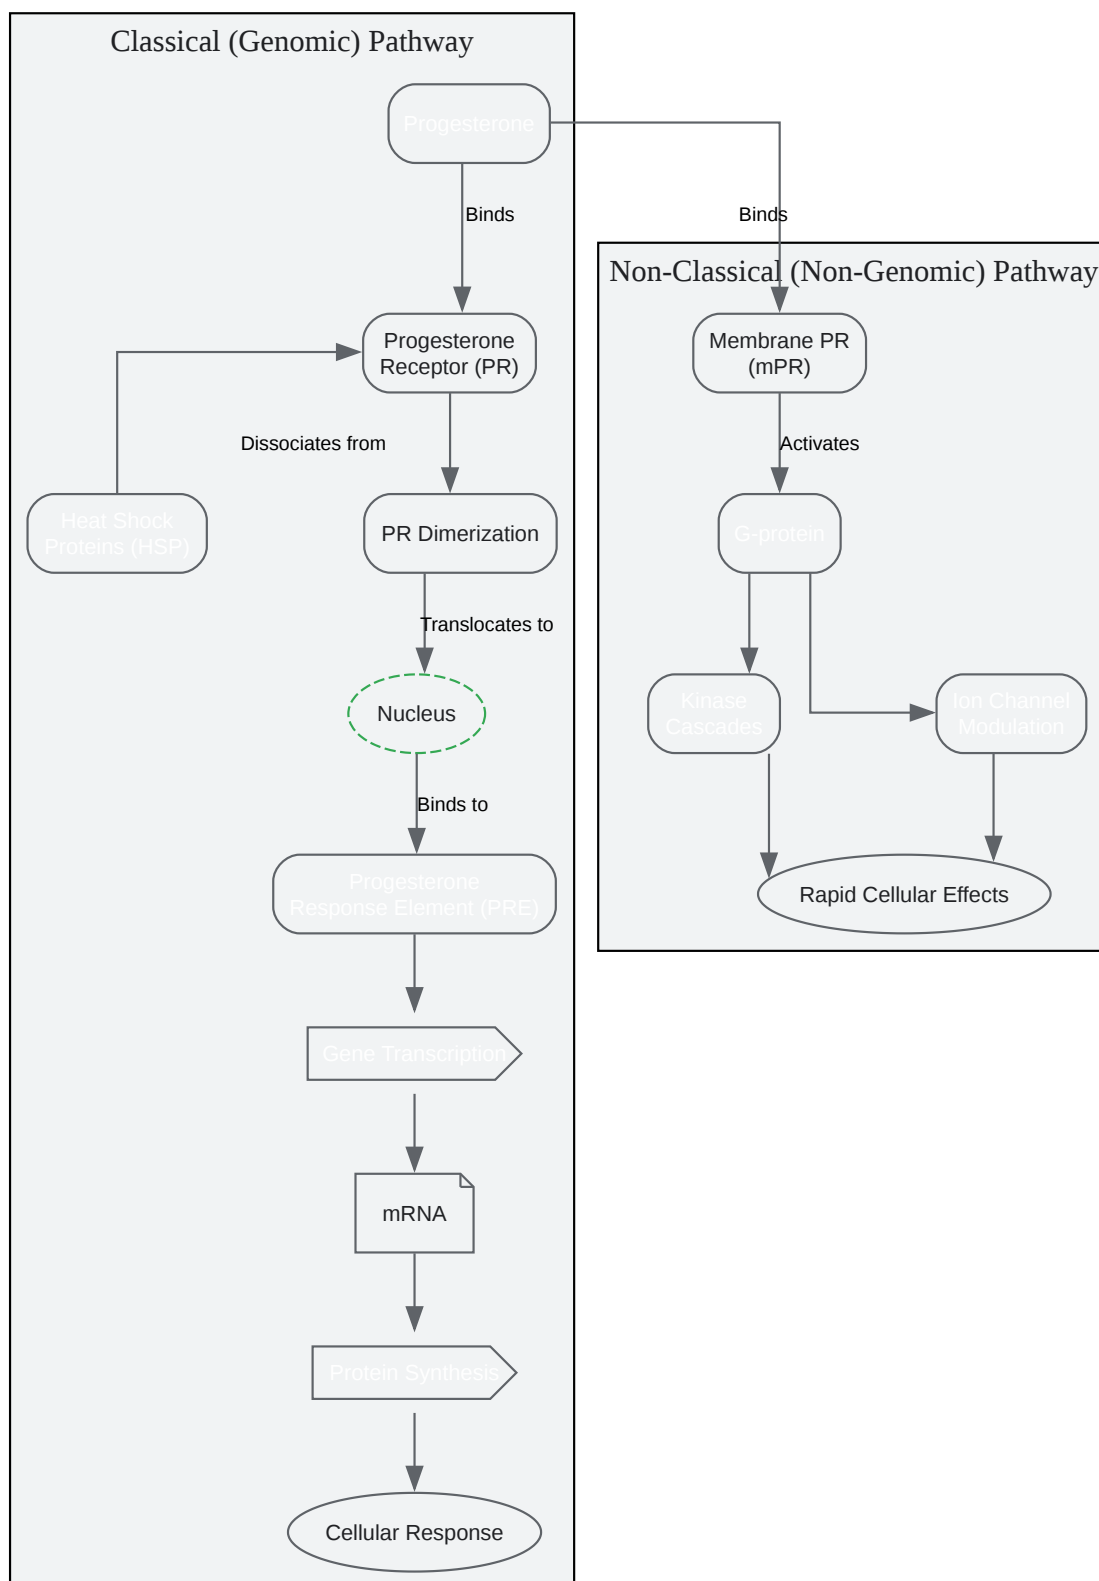 Classical (Genomic) Pathway
Progesterone
Binds
Binds
Non-Classical (Non-Genomic) Pathway
Progesterone
Receptor (PR)
Membrane PR
(mPR)
Dissociates from
Activates
Heat Shock
Proteins (HSP)
PR Dimerization
G-protein
Translocates to
Nucleus
Kinase
Cascades
Ion Channel
Modulation
Binds to
Progesterone
Response Element (PRE)
Rapid Cellular Effects
Gene Transcription
mRNA
Protein Synthesis
Cellular Response